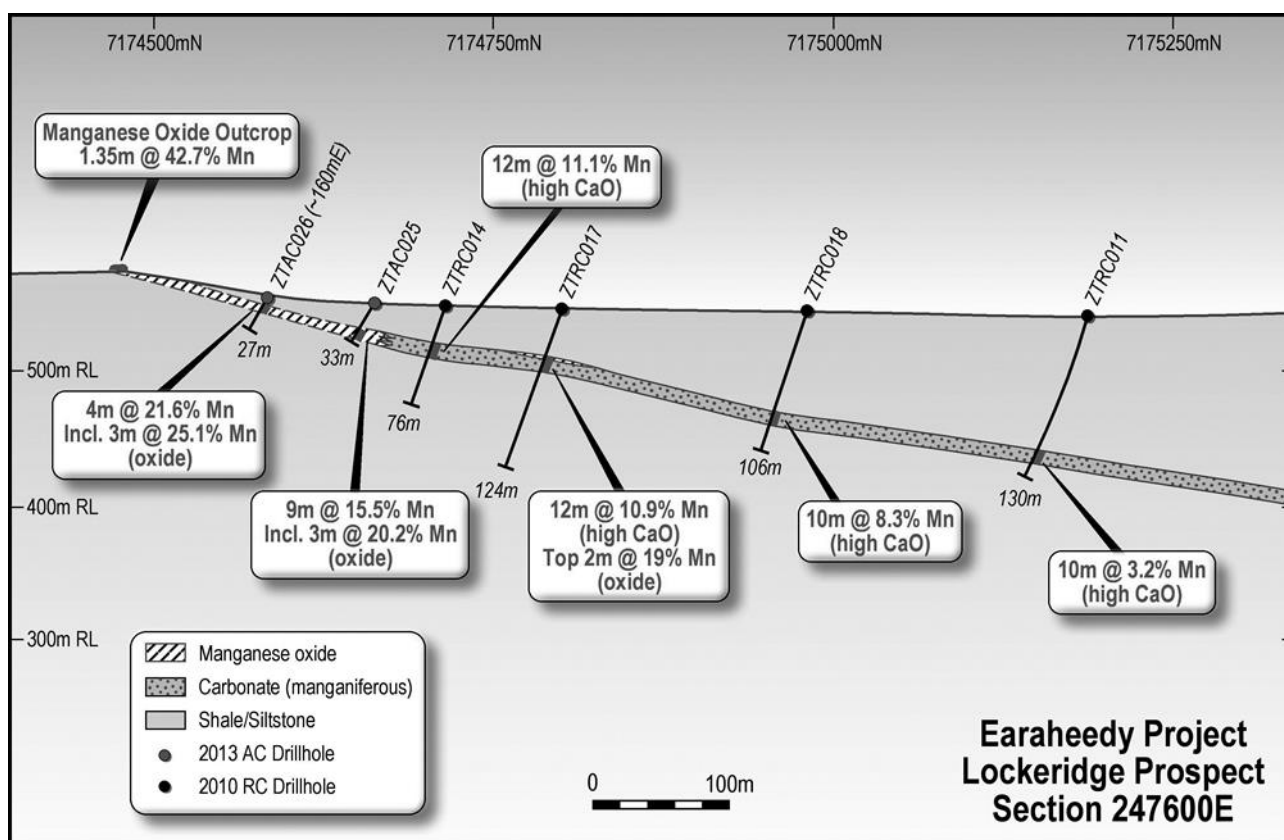 7174500mN
7174750mN
7175000mN
7175250mN
Manganese Oxide Outcrop
1.35m @ 42.7% Mn
ZTAC026 (~160mE)
ZTAC025
ZTRC014
12m @ 11.1% Mn
(high CaO)
ZTRC017
ZTRC018
ZTRC011
500m RL
400m RL
300m RL
27m
33m
76m
124m
106m
130m
4m @ 21.6% Mn
Incl. 3m @ 25.1% Mn
(oxide)
9m @ 15.5% Mn
Incl. 3m @ 20.2% Mn
(oxide)
12m @ 10.9% Mn
(high CaO)
Top 2m @ 19% Mn
(oxide)
10m @ 8.3% Mn
(high CaO)
10m @ 3.2% Mn
(high CaO)
Manganese oxide
Carbonate (manganiferous)
Shale/Siltstone
2013 AC Drillhole
2010 RC Drillhole
0
100m
Earaheedy Project
Lockeridge Prospect
Section 247600E